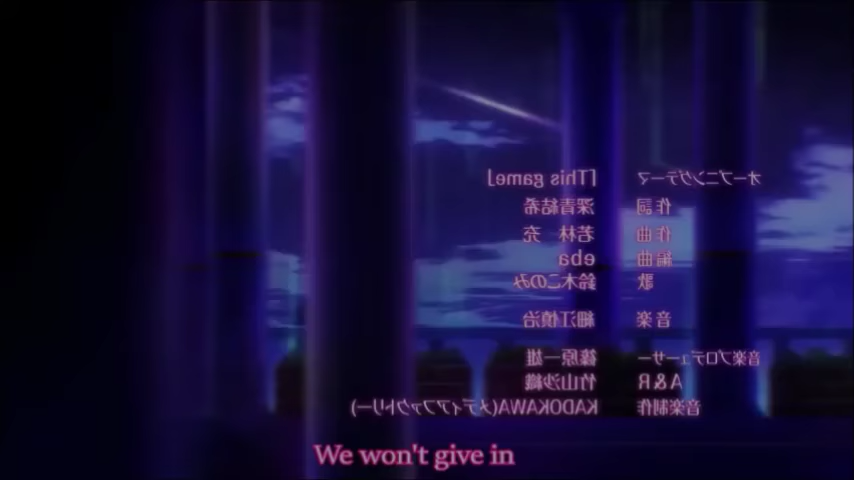 オープニングテーマ 「This game」
作詞 深青結希
作曲 若林 充
編曲 eba
歌 鈴木このみ
音楽 細江慎治
音楽プロデューサー 篠原一雄
A&R 竹山沙織
音楽制作 KADOKAWA(メディアファクトリー)
We won't give in